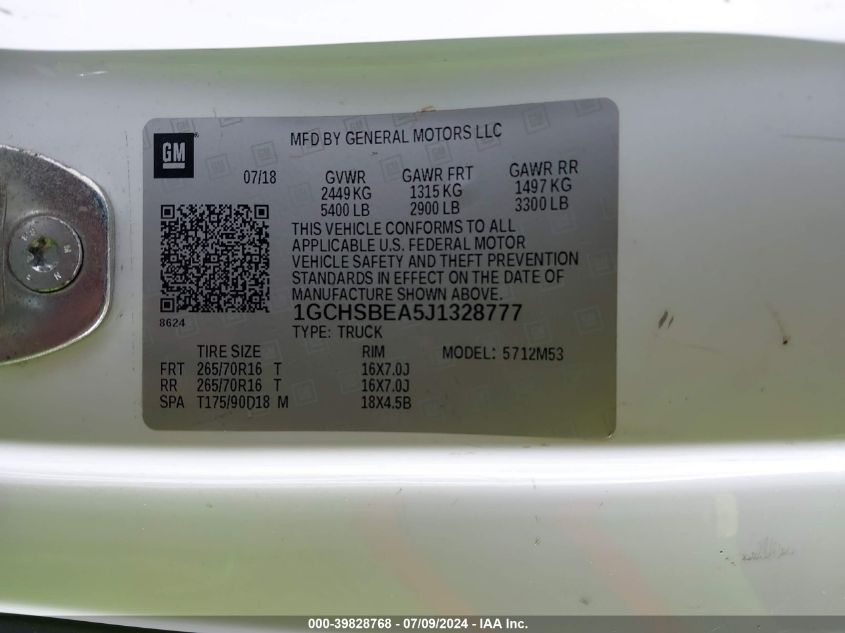 GM
MFD BY GENERAL MOTORS LLC
07/18 GVWR GAWR FRT GAWR RR
2449 KG 1315 KG 1497 KG
5400 LB 2900 LB 3300 LB
THIS VEHICLE CONFORMS TO ALL
APPLICABLE U.S. FEDERAL MOTOR
VEHICLE SAFETY AND THEFT PREVENTION
STANDARDS IN EFFECT ON THE DATE OF
MANUFACTURE SHOWN ABOVE.
8624
1GCHSBEA5J1328777
TYPE: TRUCK
TIRE SIZE RIM MODEL: 5712M53
FRT 265/70R16 T 16X7.0J
RR 265/70R16 T 16X7.0J
SPA T175/90D18 M 18X4.5B
000-39828768 - 07/09/2024 - IAA Inc.